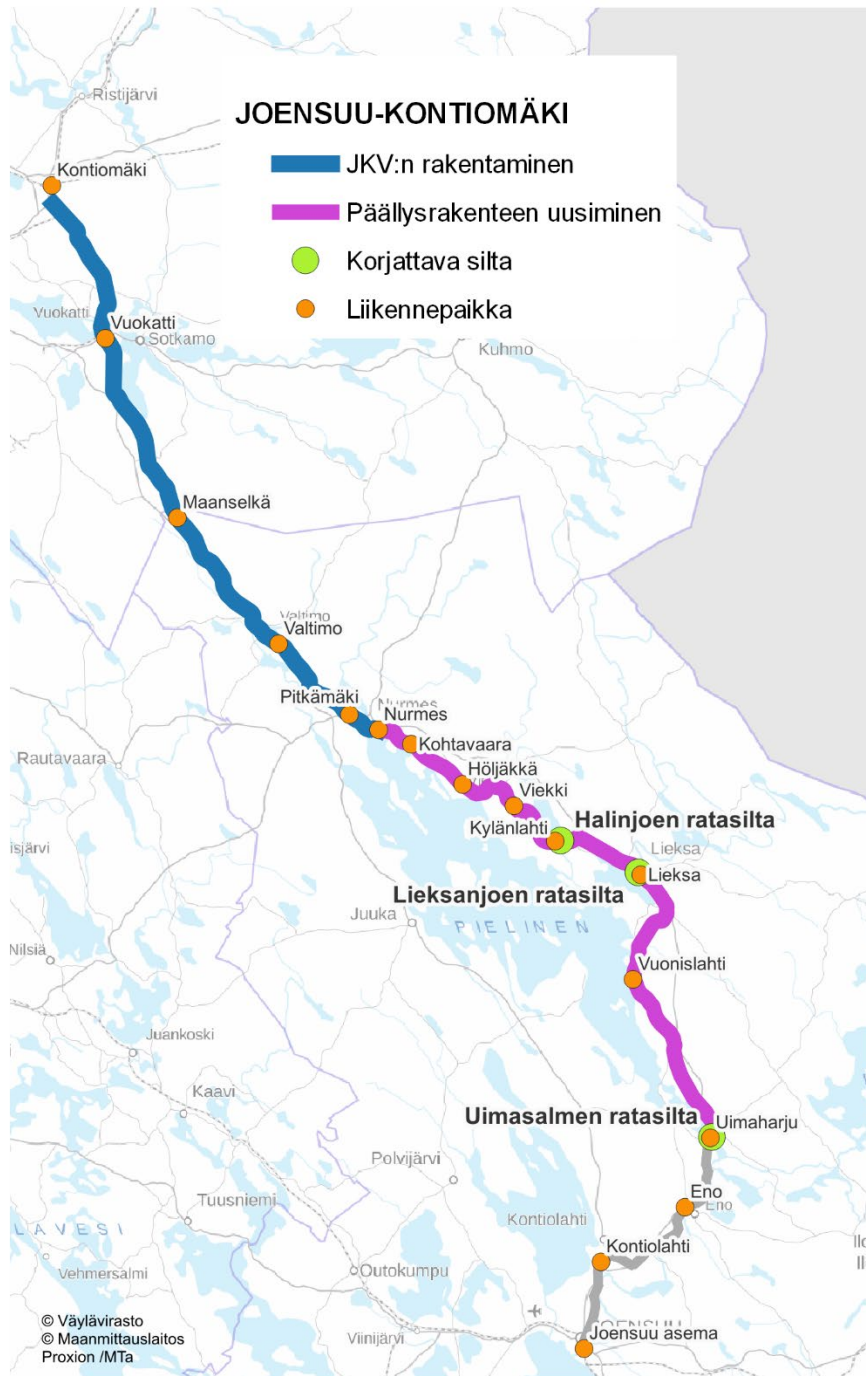 Ristijärvi
JOENSUU-KONTIOMÄKI
JKV:n rakentaminen
Päällysrakenteen uusiminen
Korjattava silta
Liikennepaikka
Kontiomäki
Vuokatti
Vuokatti
Sotkamo
Kuhmo
Maanselkä
Valtimo
Valtimo
Pitkämäki
Nurmes
Nurmes
Kohtavaara
Rautavaara
Höljäkkä
Viekki
Halinjoen ratasilta
Kylänlahti
Lieksa
Lieksa
Lieksanjoen ratasilta
Juuka
PIELINEN
Nilsiä
Vuonislahti
Juankoski
Kaavi
Uimasalmen ratasilta
Uimaharju
Polvijärvi
Eno
Eno
Tuusniemi
Kontiolahti
LAVESI
Kontiolahti
Vehmersalmi
Outokumpu
© Väylävirasto
© Maanmittauslaitos
Proxion /MTa
Viinijärvi
JOENSUU
Joensuu asema